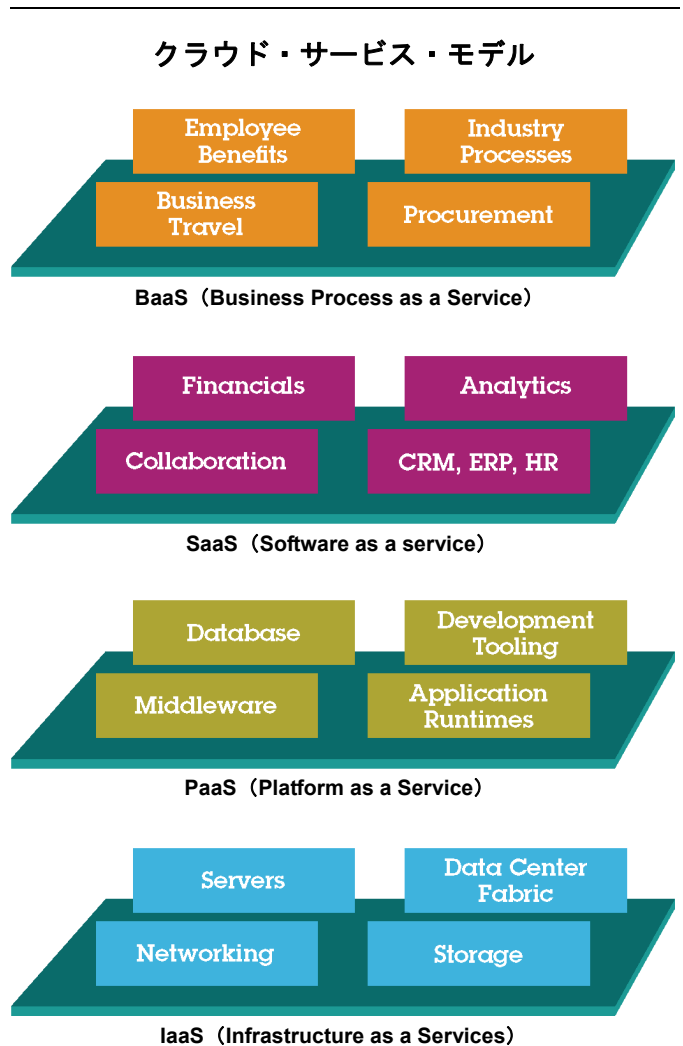 クラウド・サービス・モデル
Employee
Benefits
Industry
Processes
Business
Travel
Procurement
BaaS（Business Process as a Service）
Financials
Analytics
Collaboration
CRM, ERP, HR
SaaS（Software as a service）
Database
Development
Tooling
Middleware
Application
Runtimes
PaaS（Platform as a Service）
Servers
Data Center
Fabric
Networking
Storage
IaaS（Infrastructure as a Services）